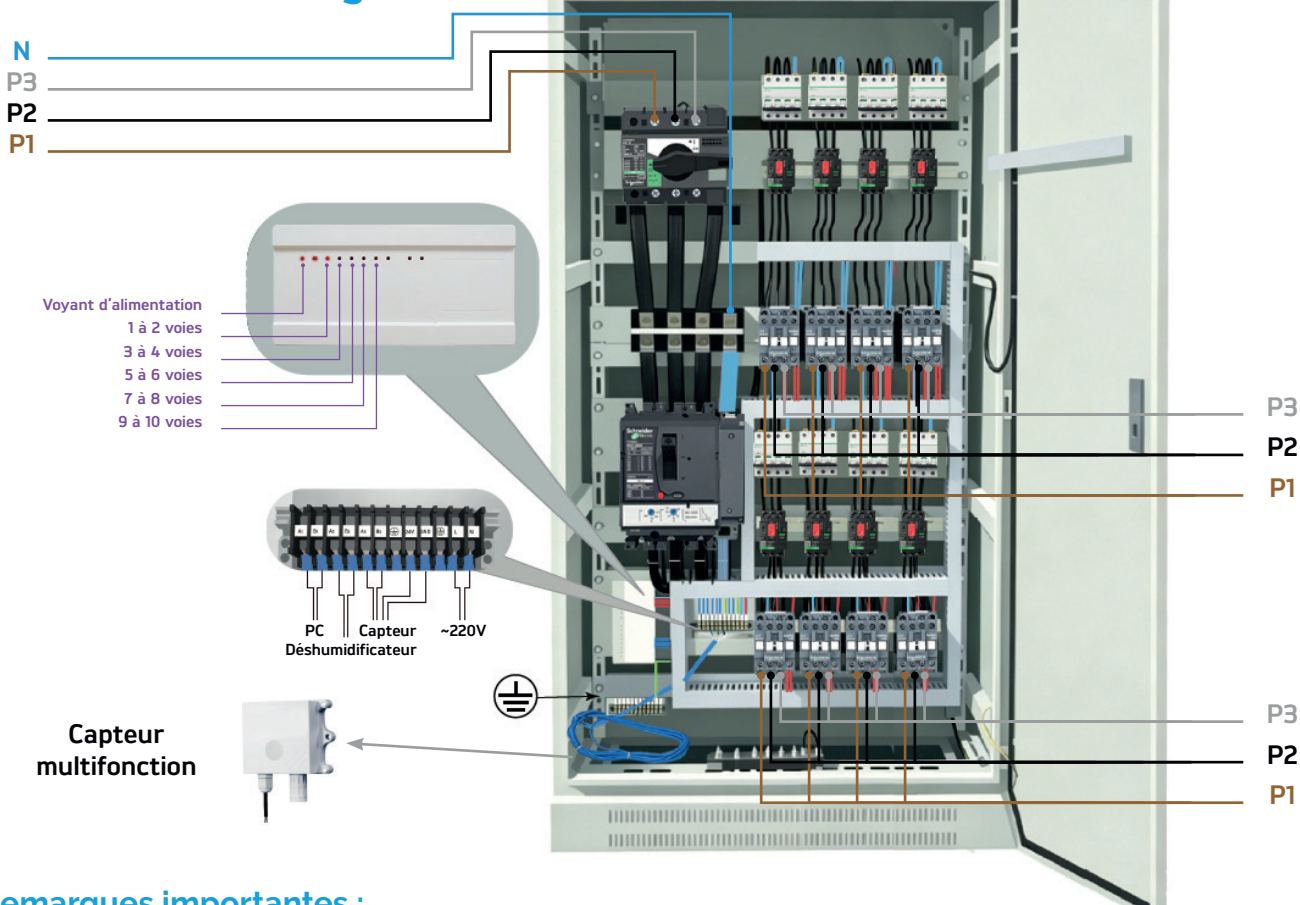 N
P3
P2
P1
Voyant d'alimentation
1 à 2 voies
3 à 4 voies
5 à 6 voies
7 à 8 voies
9 à 10 voies
P3
P2
P1
Schneider
PC
Capteur
~220V
Déshumidificateur
Capteur
multifonction
P3
P2
P1
emarques importantes :